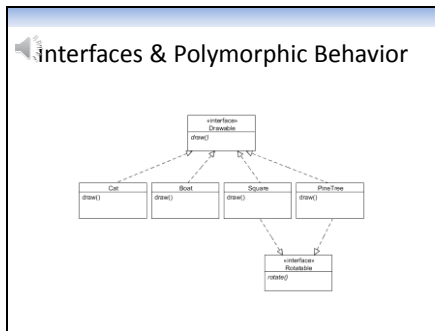 Interfaces & Polymorphic Behavior
«interface»
Drawable
draw()
Cat
draw()
Boat
draw()
Square
draw()
PineTree
draw()
«interface»
Rotatable
rotate()